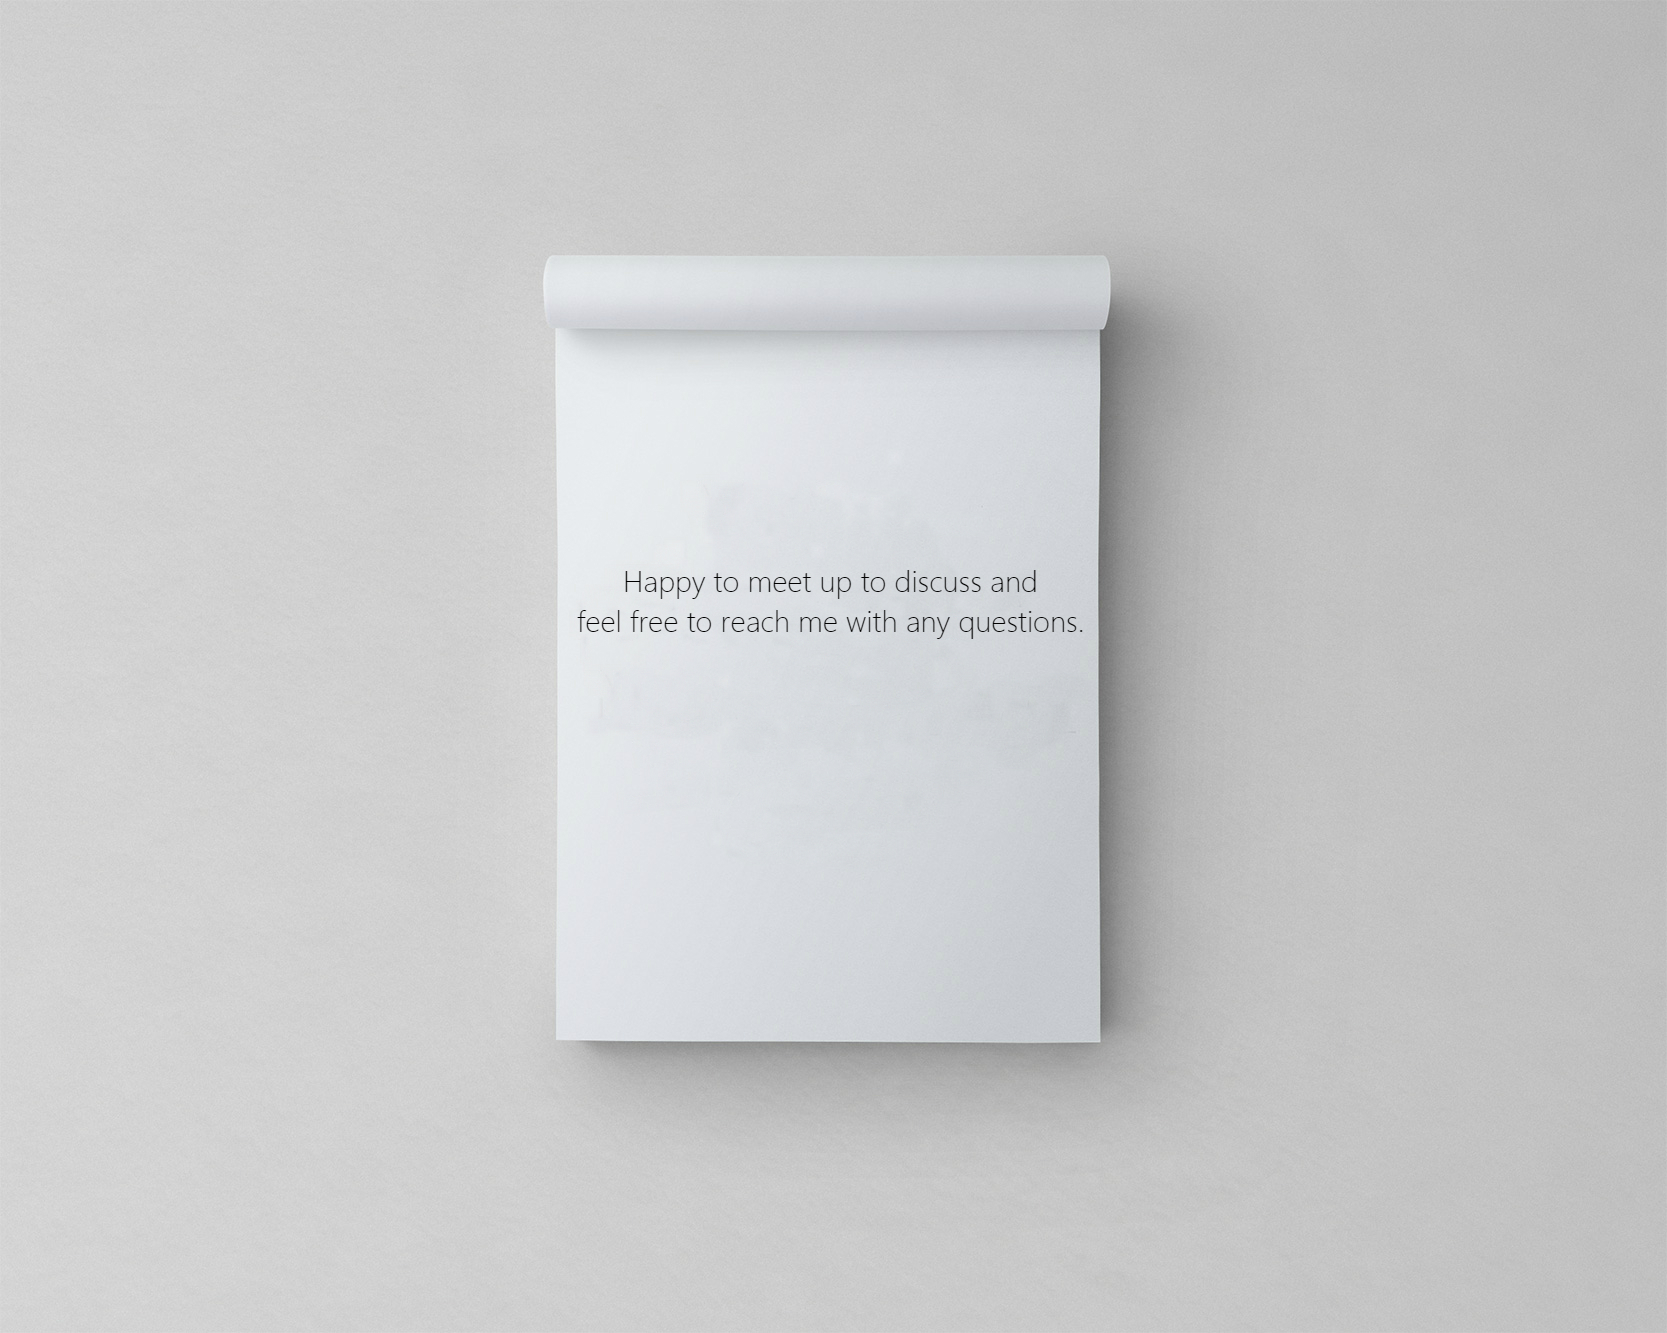 Happy to meet up to discuss and
feel free to reach me with any questions.